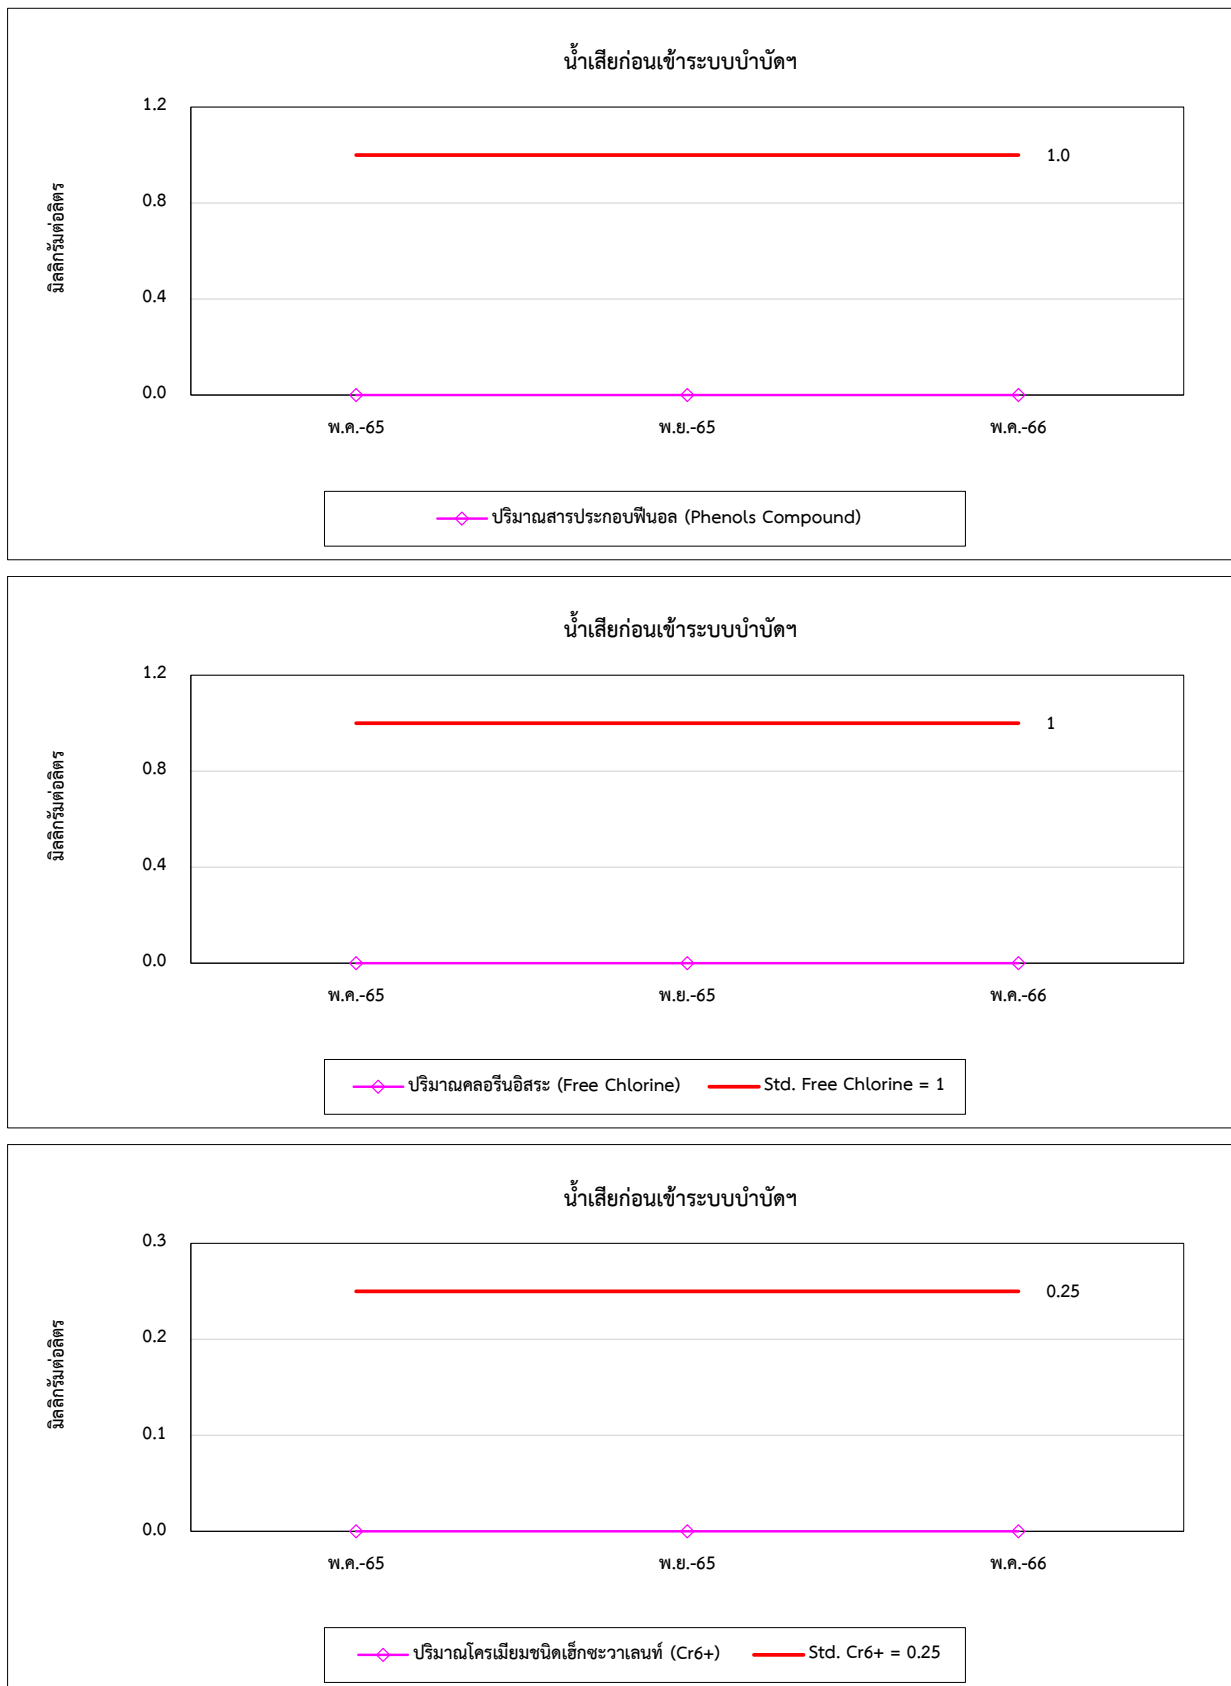 น้ำเสียก่อนเข้าระบบบำบัดฯ
มิลลิกรัมต่อลิตร
1.2
0.8
0.4
0.0
1.0
พ.ค.-65 พ.ย.-65 พ.ค.-66
ปริมาณสารประกอบฟีนอล (Phenols Compound)
น้ำเสียก่อนเข้าระบบบำบัดฯ
มิลลิกรัมต่อลิตร
1.2
0.8
0.4
0.0
1
พ.ค.-65 พ.ย.-65 พ.ค.-66
ปริมาณคลอรีนอิสระ (Free Chlorine) Std. Free Chlorine = 1
น้ำเสียก่อนเข้าระบบบำบัดฯ
มิลลิกรัมต่อลิตร
0.3
0.2
0.1
0.0
0.25
พ.ค.-65 พ.ย.-65 พ.ค.-66
ปริมาณโครเมียมชนิดเฮ็กซะวาเลนท์ (Cr6+) Std. Cr6+ = 0.25